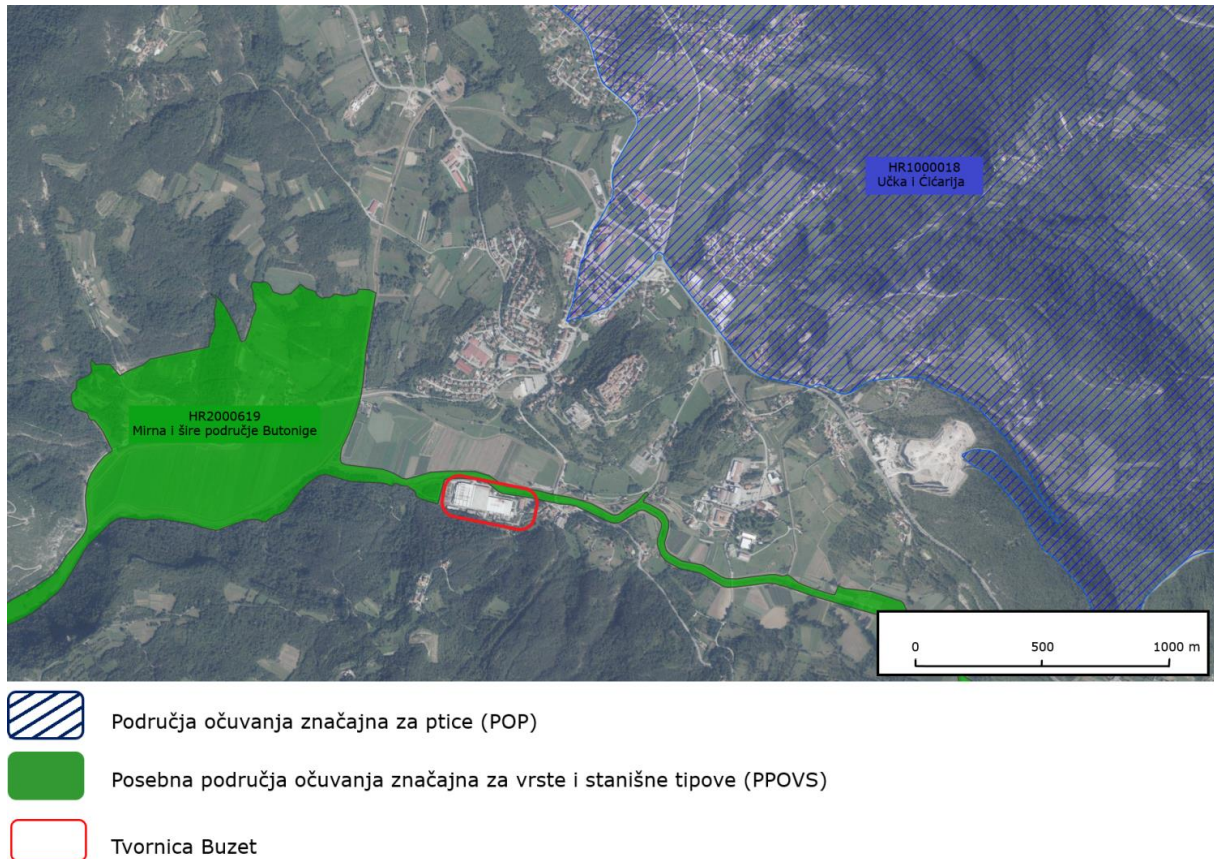 HR1000018
Učka i Ćićarija
HR2000619
Mirna i šire područje Butonige
0 500 1000 m
Područja očuvanja značajna za ptice (POP)
Posebna područja očuvanja značajna za vrste i stanišne tipove (PPOVS)
Tvornica Buzet